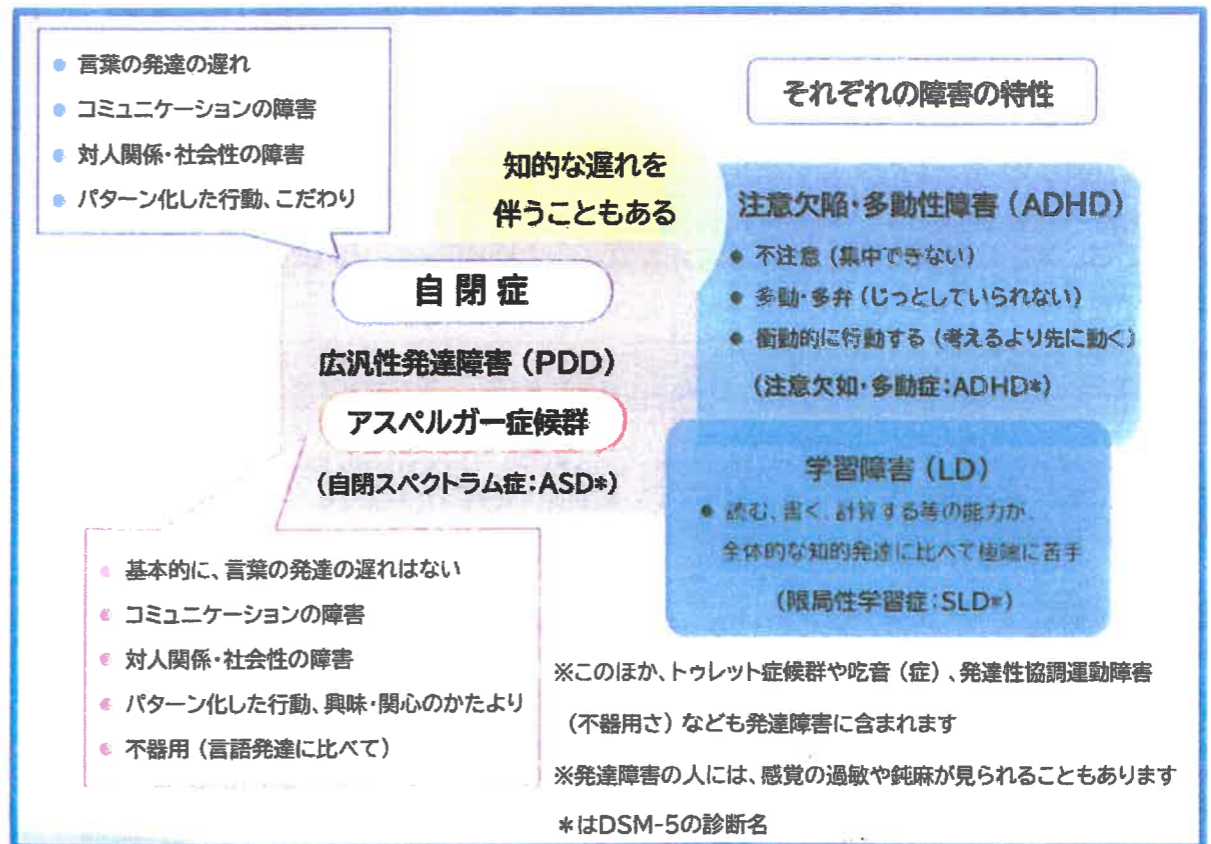 言葉の発達の遅れ
コミュニケーションの障害
対人関係・社会性の障害
パターン化した行動、こだわり
それぞれの障害の特性
知的な遅れを
伴うこともある
自閉症
広汎性発達障害（PDD）
アスペルガー症候群
（自閉スペクトラム症：ASD*）
注意欠陥・多動性障害（ADHD）
● 不注意（集中できない）
● 多動・多弁（じっとしていられない）
● 衝動的に行動する（考えるより先に動く）
（注意欠如・多動症：ADHD*）
学習障害（LD）
● 読む、書く、計算する等の能力が、
全体的な知的発達に比べて極端に苦手
（限局性学習症：SLD*）
基本的に、言葉の発達の遅れはない
コミュニケーションの障害
対人関係・社会性の障害
パターン化した行動、興味・関心のかたより
不器用（言語発達に比べて）
※このほか、トゥレット症候群や吃音（症）、発達性協調運動障害
（不器用さ）なども発達障害に含まれます
※発達障害の人には、感覚の過敏や鈍麻が見られることもあります
*はDSM-5の診断名